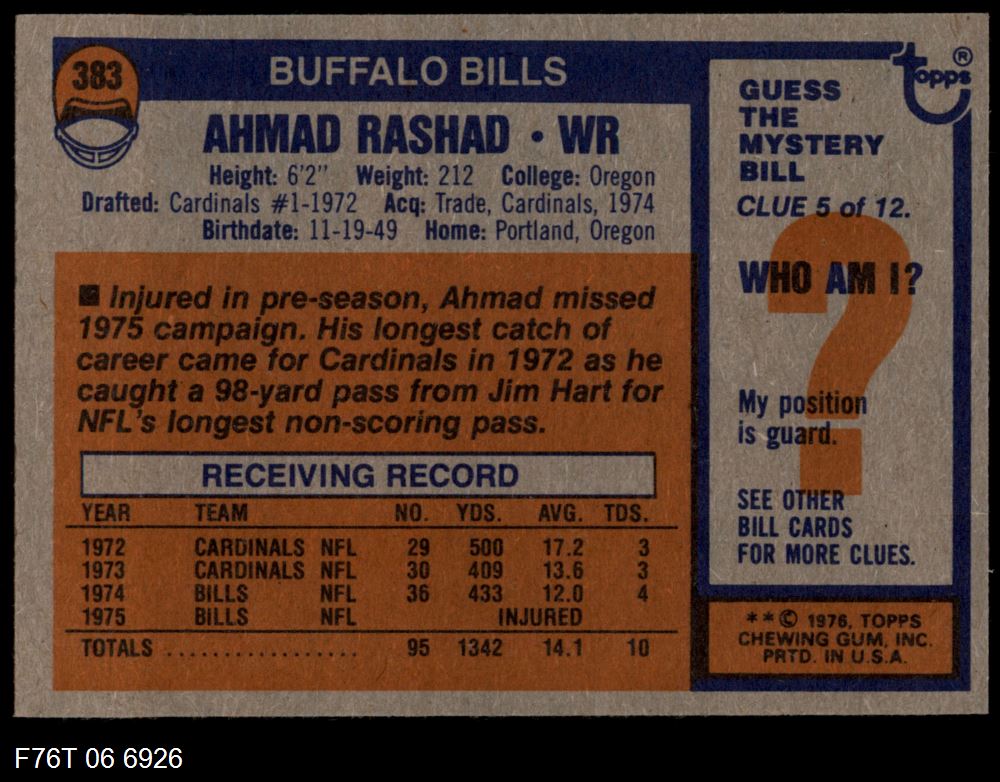 383
BUFFALO BILLS
AHMAD RASHAD • WR
Height: 6'2" Weight: 212 College: Oregon
Drafted: Cardinals #1-1972 Acq: Trade, Cardinals, 1974
Birthdate: 11-19-49 Home: Portland, Oregon
■ Injured in pre-season, Ahmad missed
1975 campaign. His longest catch of
career came for Cardinals in 1972 as he
caught a 98-yard pass from Jim Hart for
NFL's longest non-scoring pass.
RECEIVING RECORD
YEAR TEAM NO. YDS. AVG. TDS.
1972 CARDINALS NFL 29 500 17.2 3
1973 CARDINALS NFL 30 409 13.6 3
1974 BILLS NFL 36 433 12.0 4
1975 BILLS NFL INJURED
TOTALS ................. 95 1342 14.1 10
topps ®
GUESS
THE
MYSTERY
BILL
CLUE 5 of 12.
WHO AM I?
?
My position
is guard.
SEE OTHER
BILL CARDS
FOR MORE CLUES.
**© 1976, TOPPS
CHEWING GUM, INC.
PRTD. IN U.S.A.
F76T 06 6926